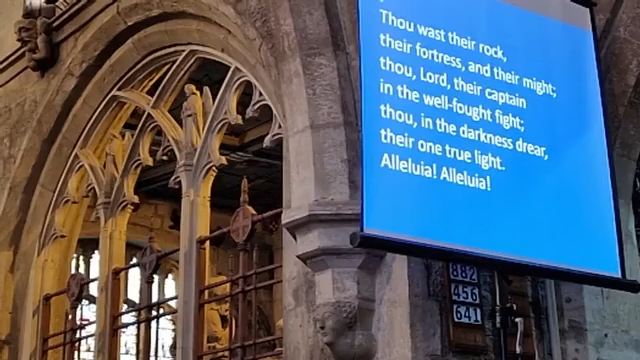 Thou wast their rock,
their fortress, and their might;
thou, Lord, their captain
in the well-fought fight;
thou, in the darkness drear,
their one true light.
Alleluia! Alleluia!
882
456
641